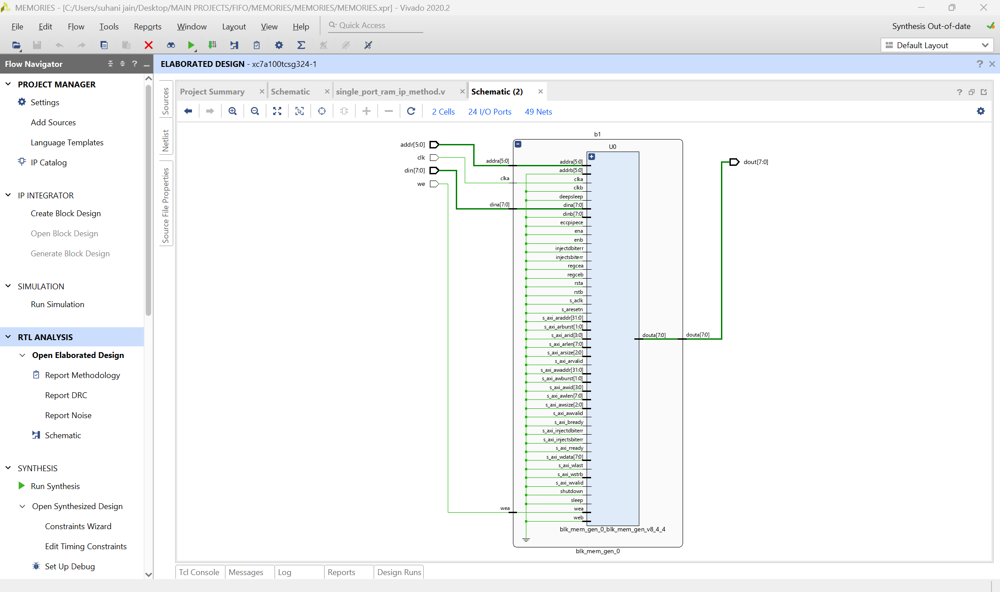 MEMORIES - [C:/Users/suhani jain/Desktop/MAIN PROJECTS/FIFO/MEMORIES/MEMORIES/MEMORIES.xpr] - Vivado 2020.2
File Edit Flow Tools Reports Window Layout View Help Quick Access Synthesis Out-of-date
Default Layout
Flow Navigator
ELABORATED DESIGN - xc7a100tcsg324-1
PROJECT MANAGER
Settings
Add Sources
Language Templates
IP Catalog
IP INTEGRATOR
Create Block Design
Open Block Design
Generate Block Design
SIMULATION
Run Simulation
RTL ANALYSIS
Open Elaborated Design
Report Methodology
Report DRC
Report Noise
Schematic
SYNTHESIS
Run Synthesis
Open Synthesized Design
Constraints Wizard
Edit Timing Constraints
Set Up Debug
Sources
Netlist
Source File Properties
Project Summary Schematic single_port_ram_ip_method.v Schematic (2)
2 Cells 24 I/O Ports 49 Nets
addr[5:0]
clk
din[7:0]
we
b1
U0
addra[5:0]
clka
dina[7:0]
wea
addra[5:0]
addrb[5:0]
clka
clkb
deepsleep
dina[7:0]
dinb[7:0]
eccpipece
ena
enb
injectdbiterr
injectsbiterr
regcea
regceb
rsta
rstb
s_aclk
s_aresetn
s_axi_araddr[31:0]
s_axi_arburst[1:0]
s_axi_arid[3:0]
s_axi_arlen[7:0]
s_axi_arsize[2:0]
s_axi_arvalid
s_axi_awaddr[31:0]
s_axi_awburst[1:0]
s_axi_awid[3:0]
s_axi_awlen[7:0]
s_axi_awsize[2:0]
s_axi_awvalid
s_axi_bready
s_axi_injectdbiterr
s_axi_injectsbiterr
s_axi_rready
s_axi_wdata[7:0]
s_axi_wlast
s_axi_wstrb
s_axi_wvalid
shutdown
sleep
wea
web
douta[7:0]
douta[7:0]
dout[7:0]
blk_mem_gen_0_blk_mem_gen_v8_4_4
blk_mem_gen_0
Tcl Console Messages Log Reports Design Runs